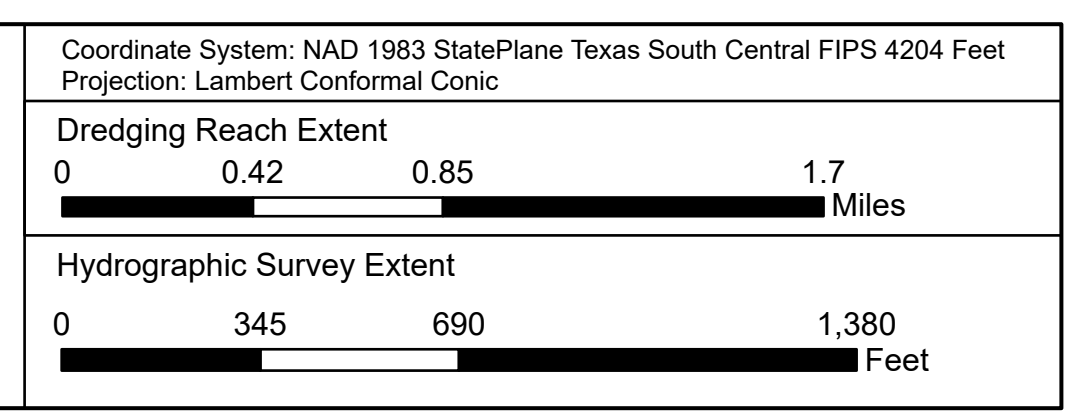 Coordinate System: NAD 1983 StatePlane Texas South Central FIPS 4204 Feet
Projection: Lambert Conformal Conic
Dredging Reach Extent
0 0.42 0.85 1.7
Miles
Hydrographic Survey Extent
0 345 690 1,380
Feet